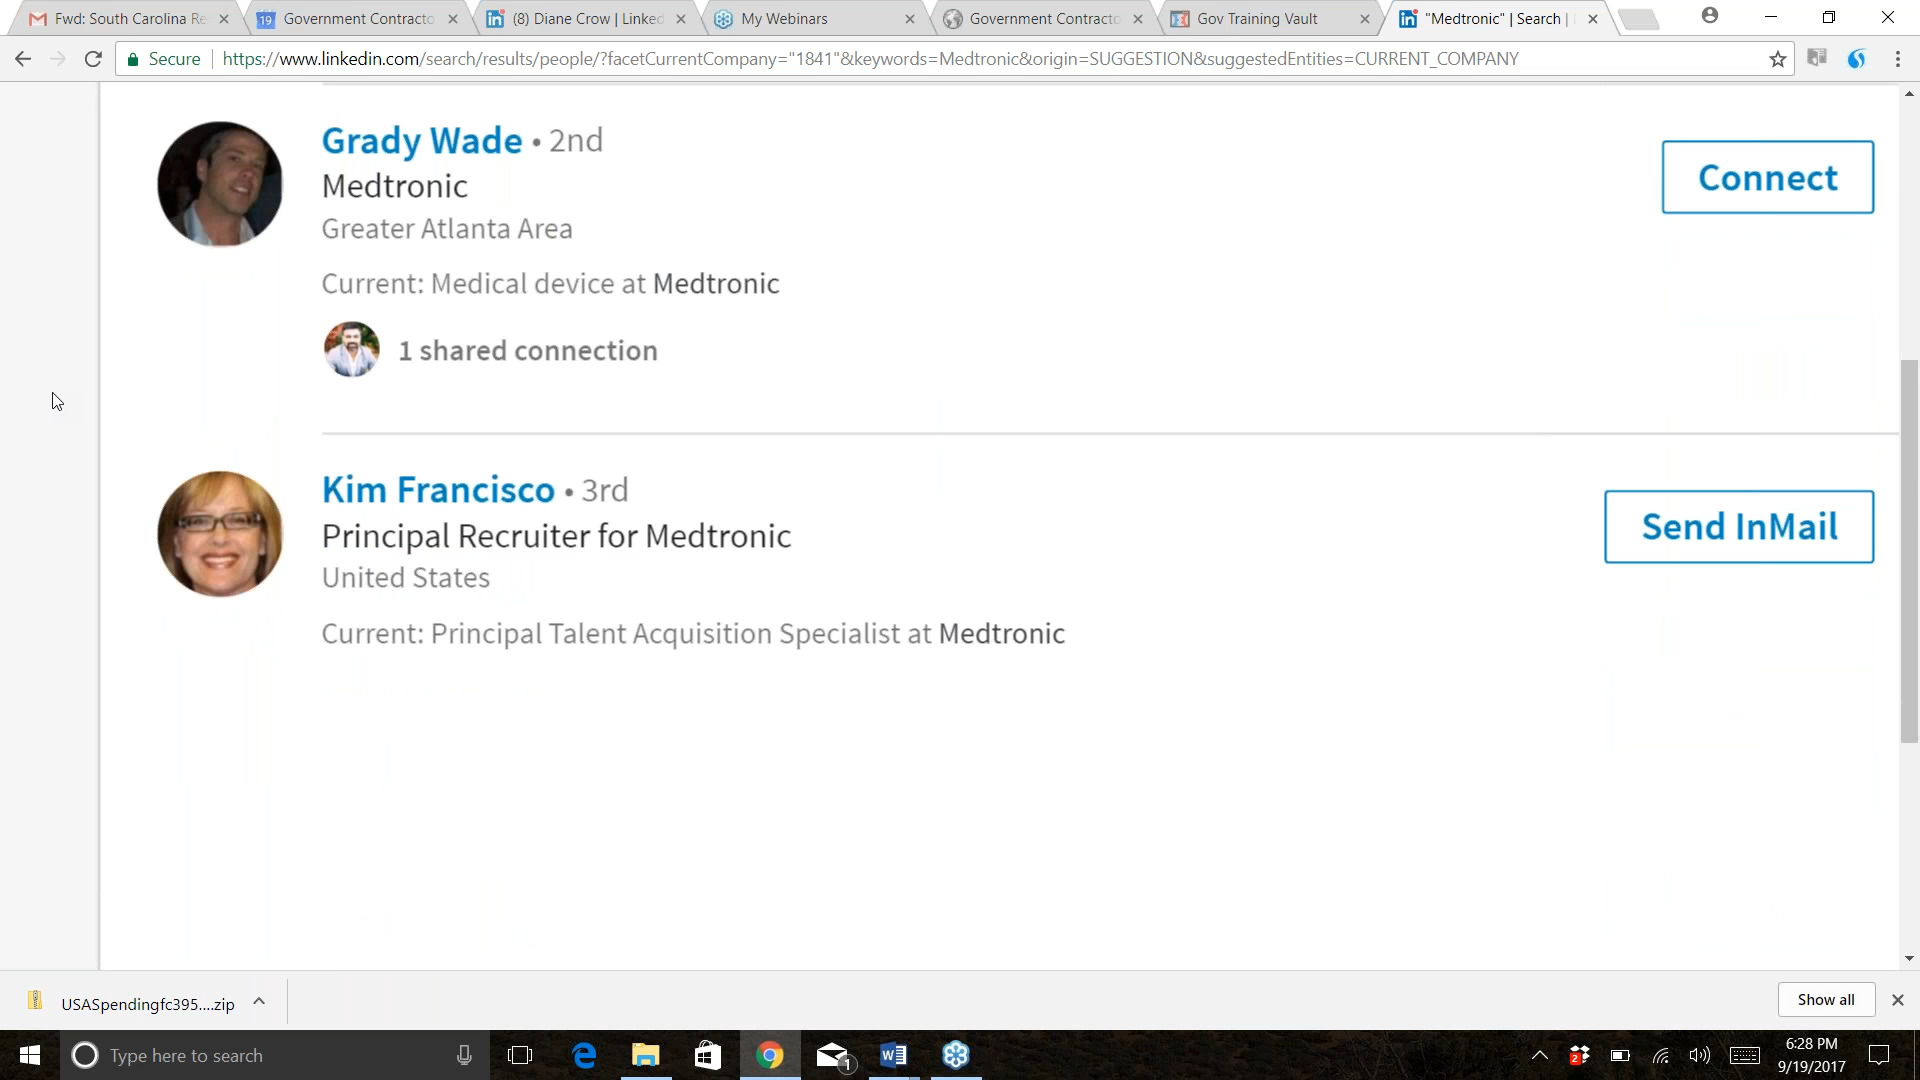 Fwd: South Carolina Re
Government Contracto
(8) Diane Crow | Linked
My Webinars
Government Contracto
Gov Training Vault
"Medtronic" | Search |
Secure
https://www.linkedin.com/search/results/people/?facetCurrentCompany="1841"&keywords=Medtronic&origin=SUGGESTION&suggestedEntities=CURRENT_COMPANY
Grady Wade • 2nd
Connect
Medtronic
Greater Atlanta Area
Current: Medical device at Medtronic
1 shared connection
Kim Francisco • 3rd
Send InMail
Principal Recruiter for Medtronic
United States
Current: Principal Talent Acquisition Specialist at Medtronic
USASpendingfc395....zip
Show all
Type here to search
1
2
6:28 PM
9/19/2017